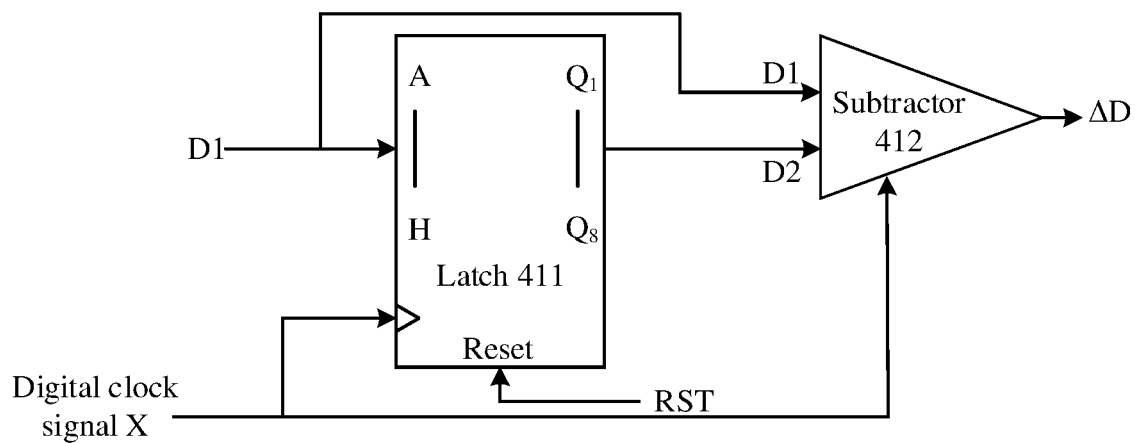 D1
A
H
Q1
Q8
Latch 411
Reset
D1
D2
Subtractor
412
ΔD
Digital clock
signal X
RST